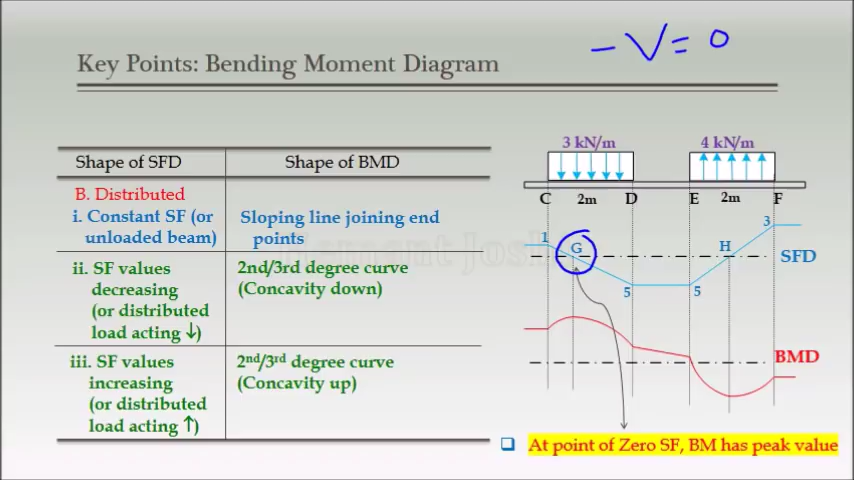 – V = 0
Key Points: Bending Moment Diagram
Shape of SFD
Shape of BMD
B. Distributed
i. Constant SF (or
unloaded beam)
Sloping line joining end
points
ii. SF values
decreasing
(or distributed
load acting ↓)
2nd/3rd degree curve
(Concavity down)
iii. SF values
increasing
(or distributed
load acting ↑)
2nd/3rd degree curve
(Concavity up)
3 kN/m
4 kN/m
C
2m
D
E
2m
F
1
G
5
5
H
3
SFD
BMD
At point of Zero SF, BM has peak value